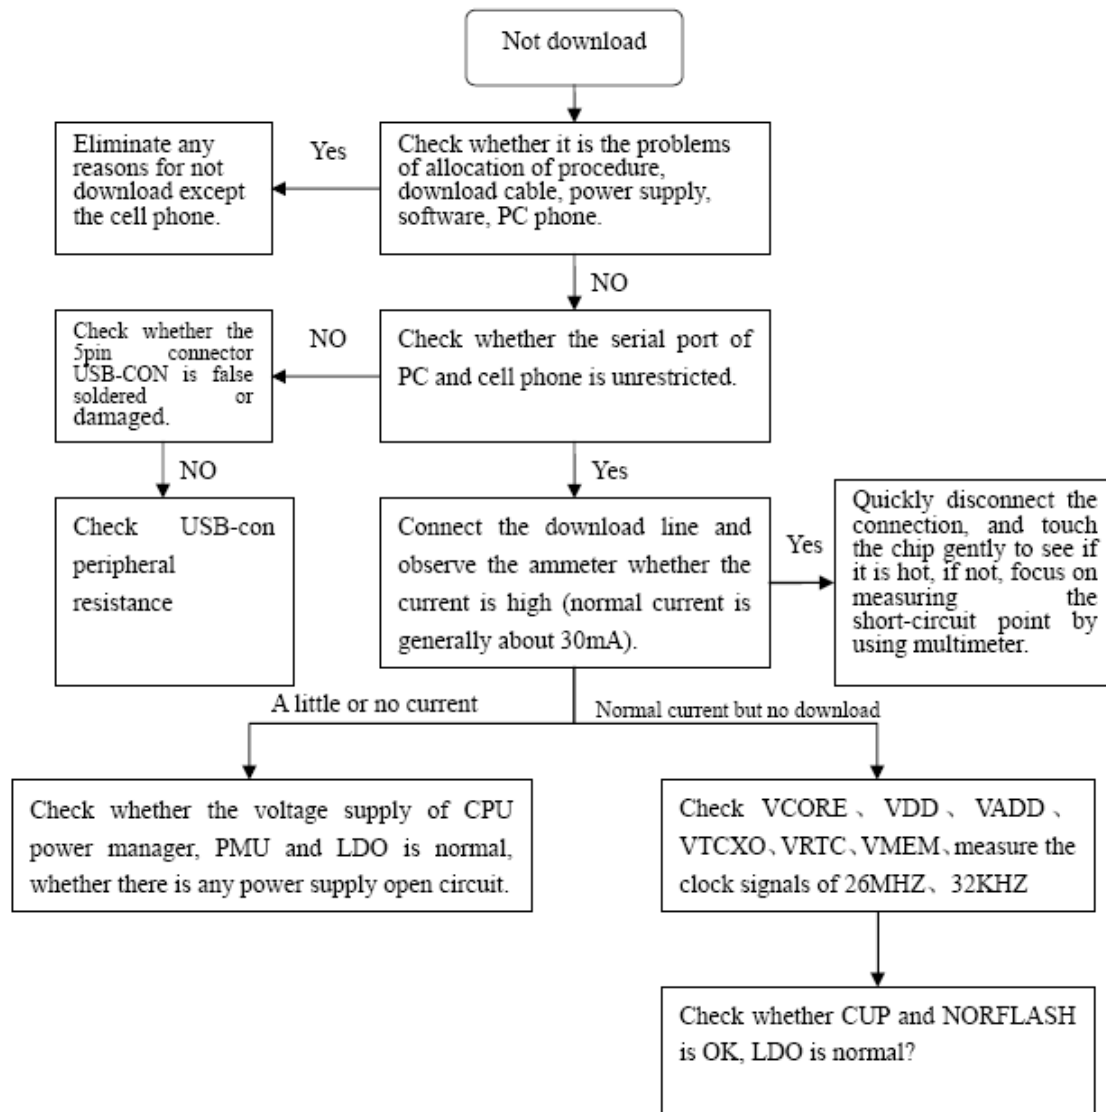 Not download
Eliminate any
reasons for not
download except
the cell phone.
Yes
Check whether it is the problems
of allocation of procedure,
download cable, power supply,
software, PC phone.
NO
Check whether the
5pin connector
USB-CON is false
soldered or
damaged.
NO
Check whether the serial port of
PC and cell phone is unrestricted.
NO
Yes
Check USB-con
peripheral
resistance
Connect the download line and
observe the ammeter whether the
current is high (normal current is
generally about 30mA).
Yes
Quickly disconnect the
connection, and touch
the chip gently to see if
it is hot, if not, focus on
measuring the
short-circuit point by
using multimeter.
A little or no current
Normal current but no download
Check whether the voltage supply of CPU
power manager, PMU and LDO is normal,
whether there is any power supply open circuit.
Check VCORE、VDD、VADD、
VTCXO、VRTC、VMEM、measure the
clock signals of 26MHZ、32KHZ
Check whether CUP and NORFLASH
is OK, LDO is normal?